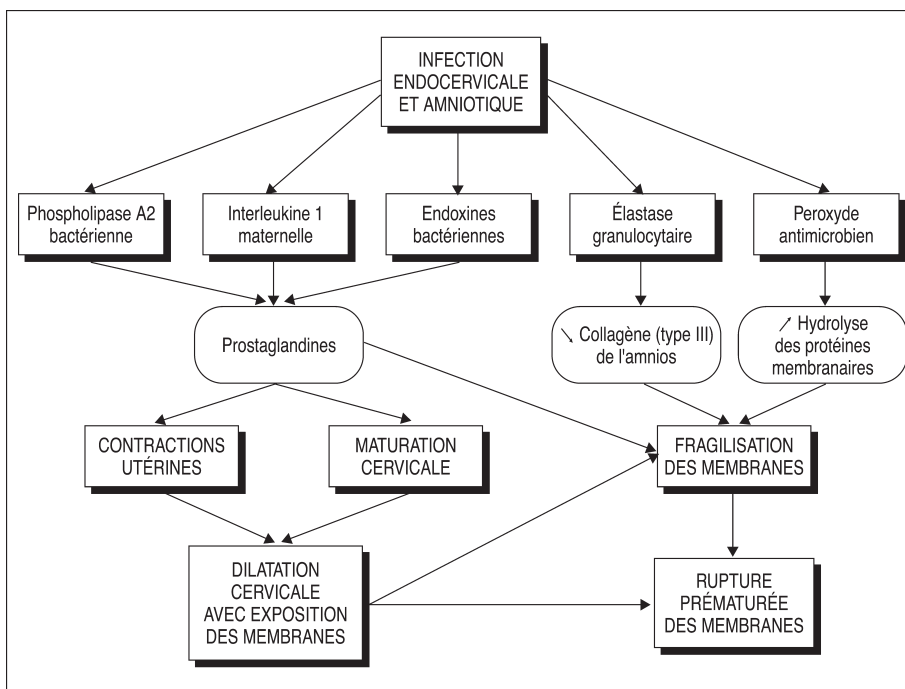 INFECTION
ENDOCERVICALE
ET AMNIOTIQUE
Phospholipase A2
bactérienne
Interleukine 1
maternelle
Endoxines
bactériennes
Élastase
granulocytaire
Peroxyde
antimicrobien
Prostaglandines
↘ Collagène (type III)
de l'amnios
↗ Hydrolyse
des protéines
membranaires
CONTRACTIONS
UTÉRINES
MATURATION
CERVICALE
FRAGILISATION
DES MEMBRANES
DILATATION
CERVICALE
AVEC EXPOSITION
DES MEMBRANES
RUPTURE
PRÉMATURÉE
DES MEMBRANES